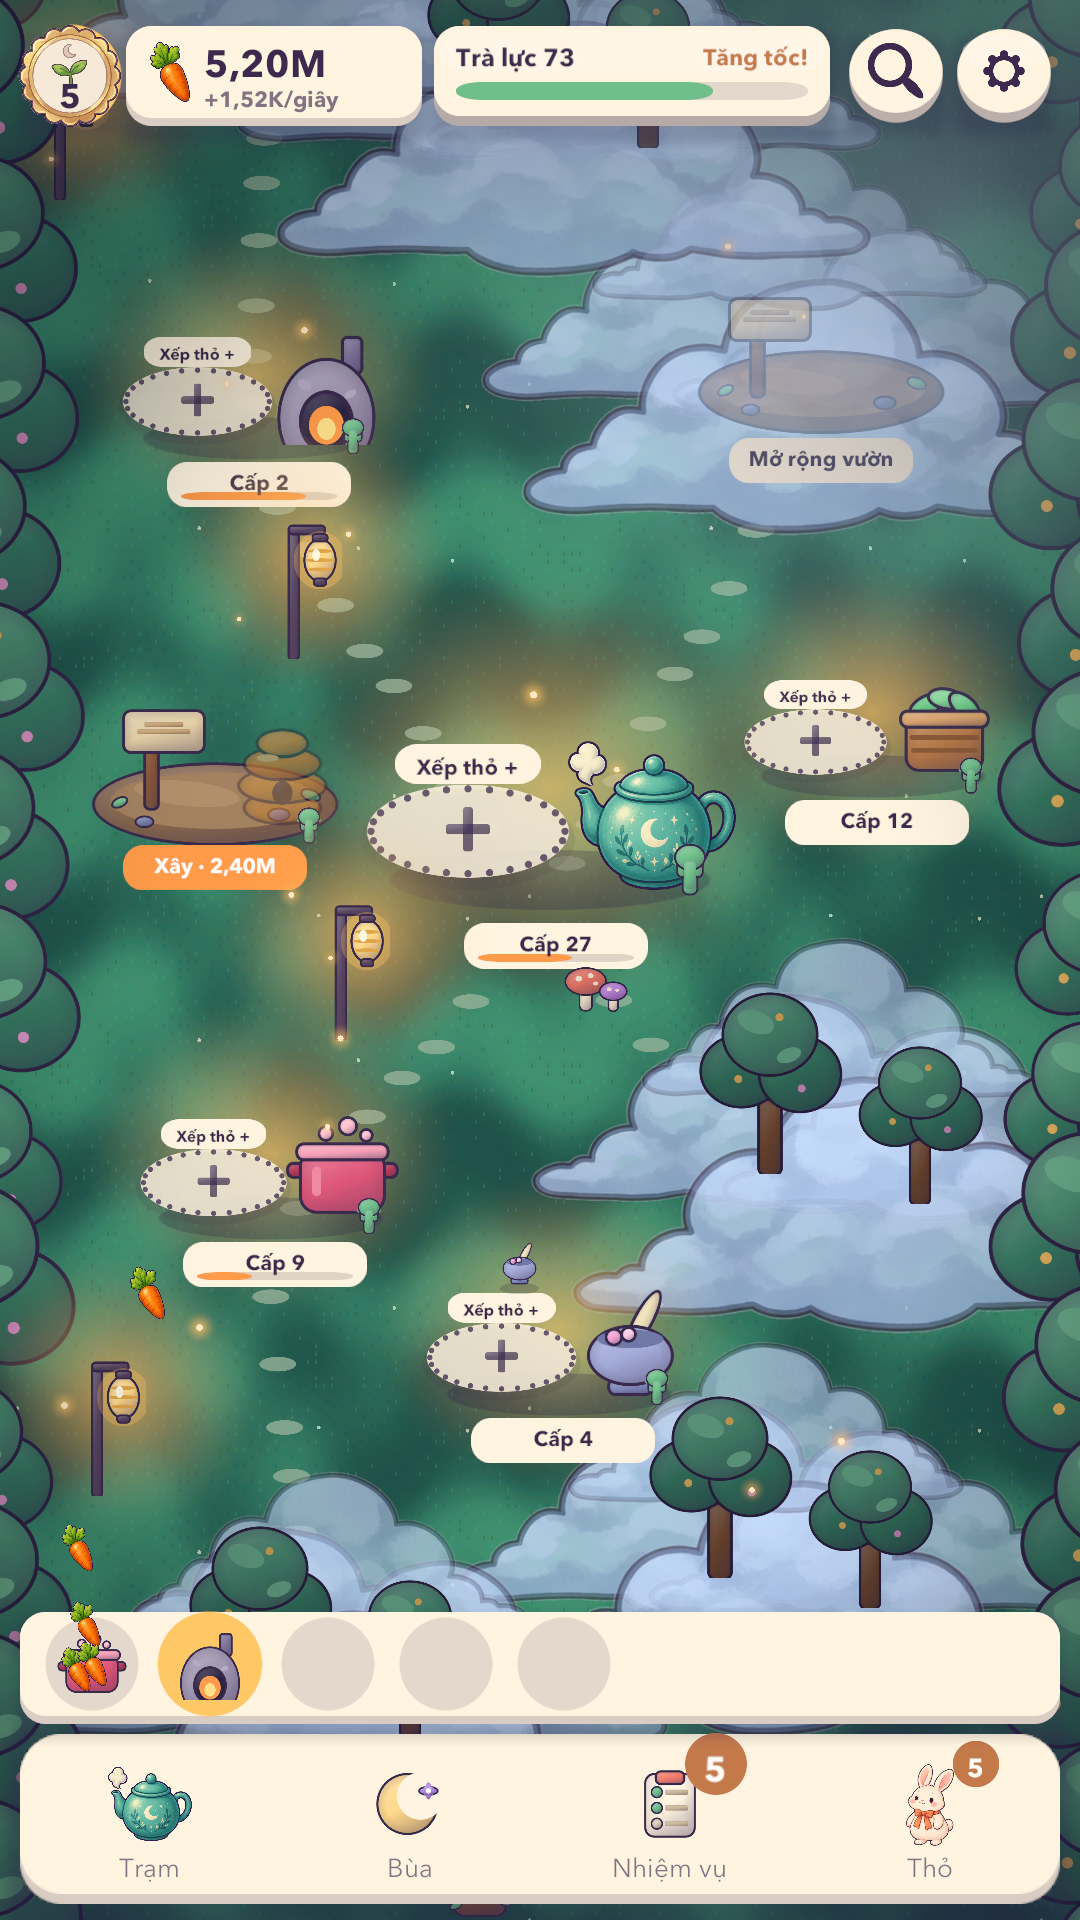 5
5,20M
+1,52K/giây
Trà lực 73
Tăng tốc!
Xếp thỏ +
Cấp 2
Mở rộng vườn
Xếp thỏ +
Cấp 12
Xây · 2,40M
Xếp thỏ +
Cấp 27
Xếp thỏ +
Cấp 9
Xếp thỏ +
Cấp 4
Trạm
Bùa
5
Nhiệm vụ
5
Thỏ